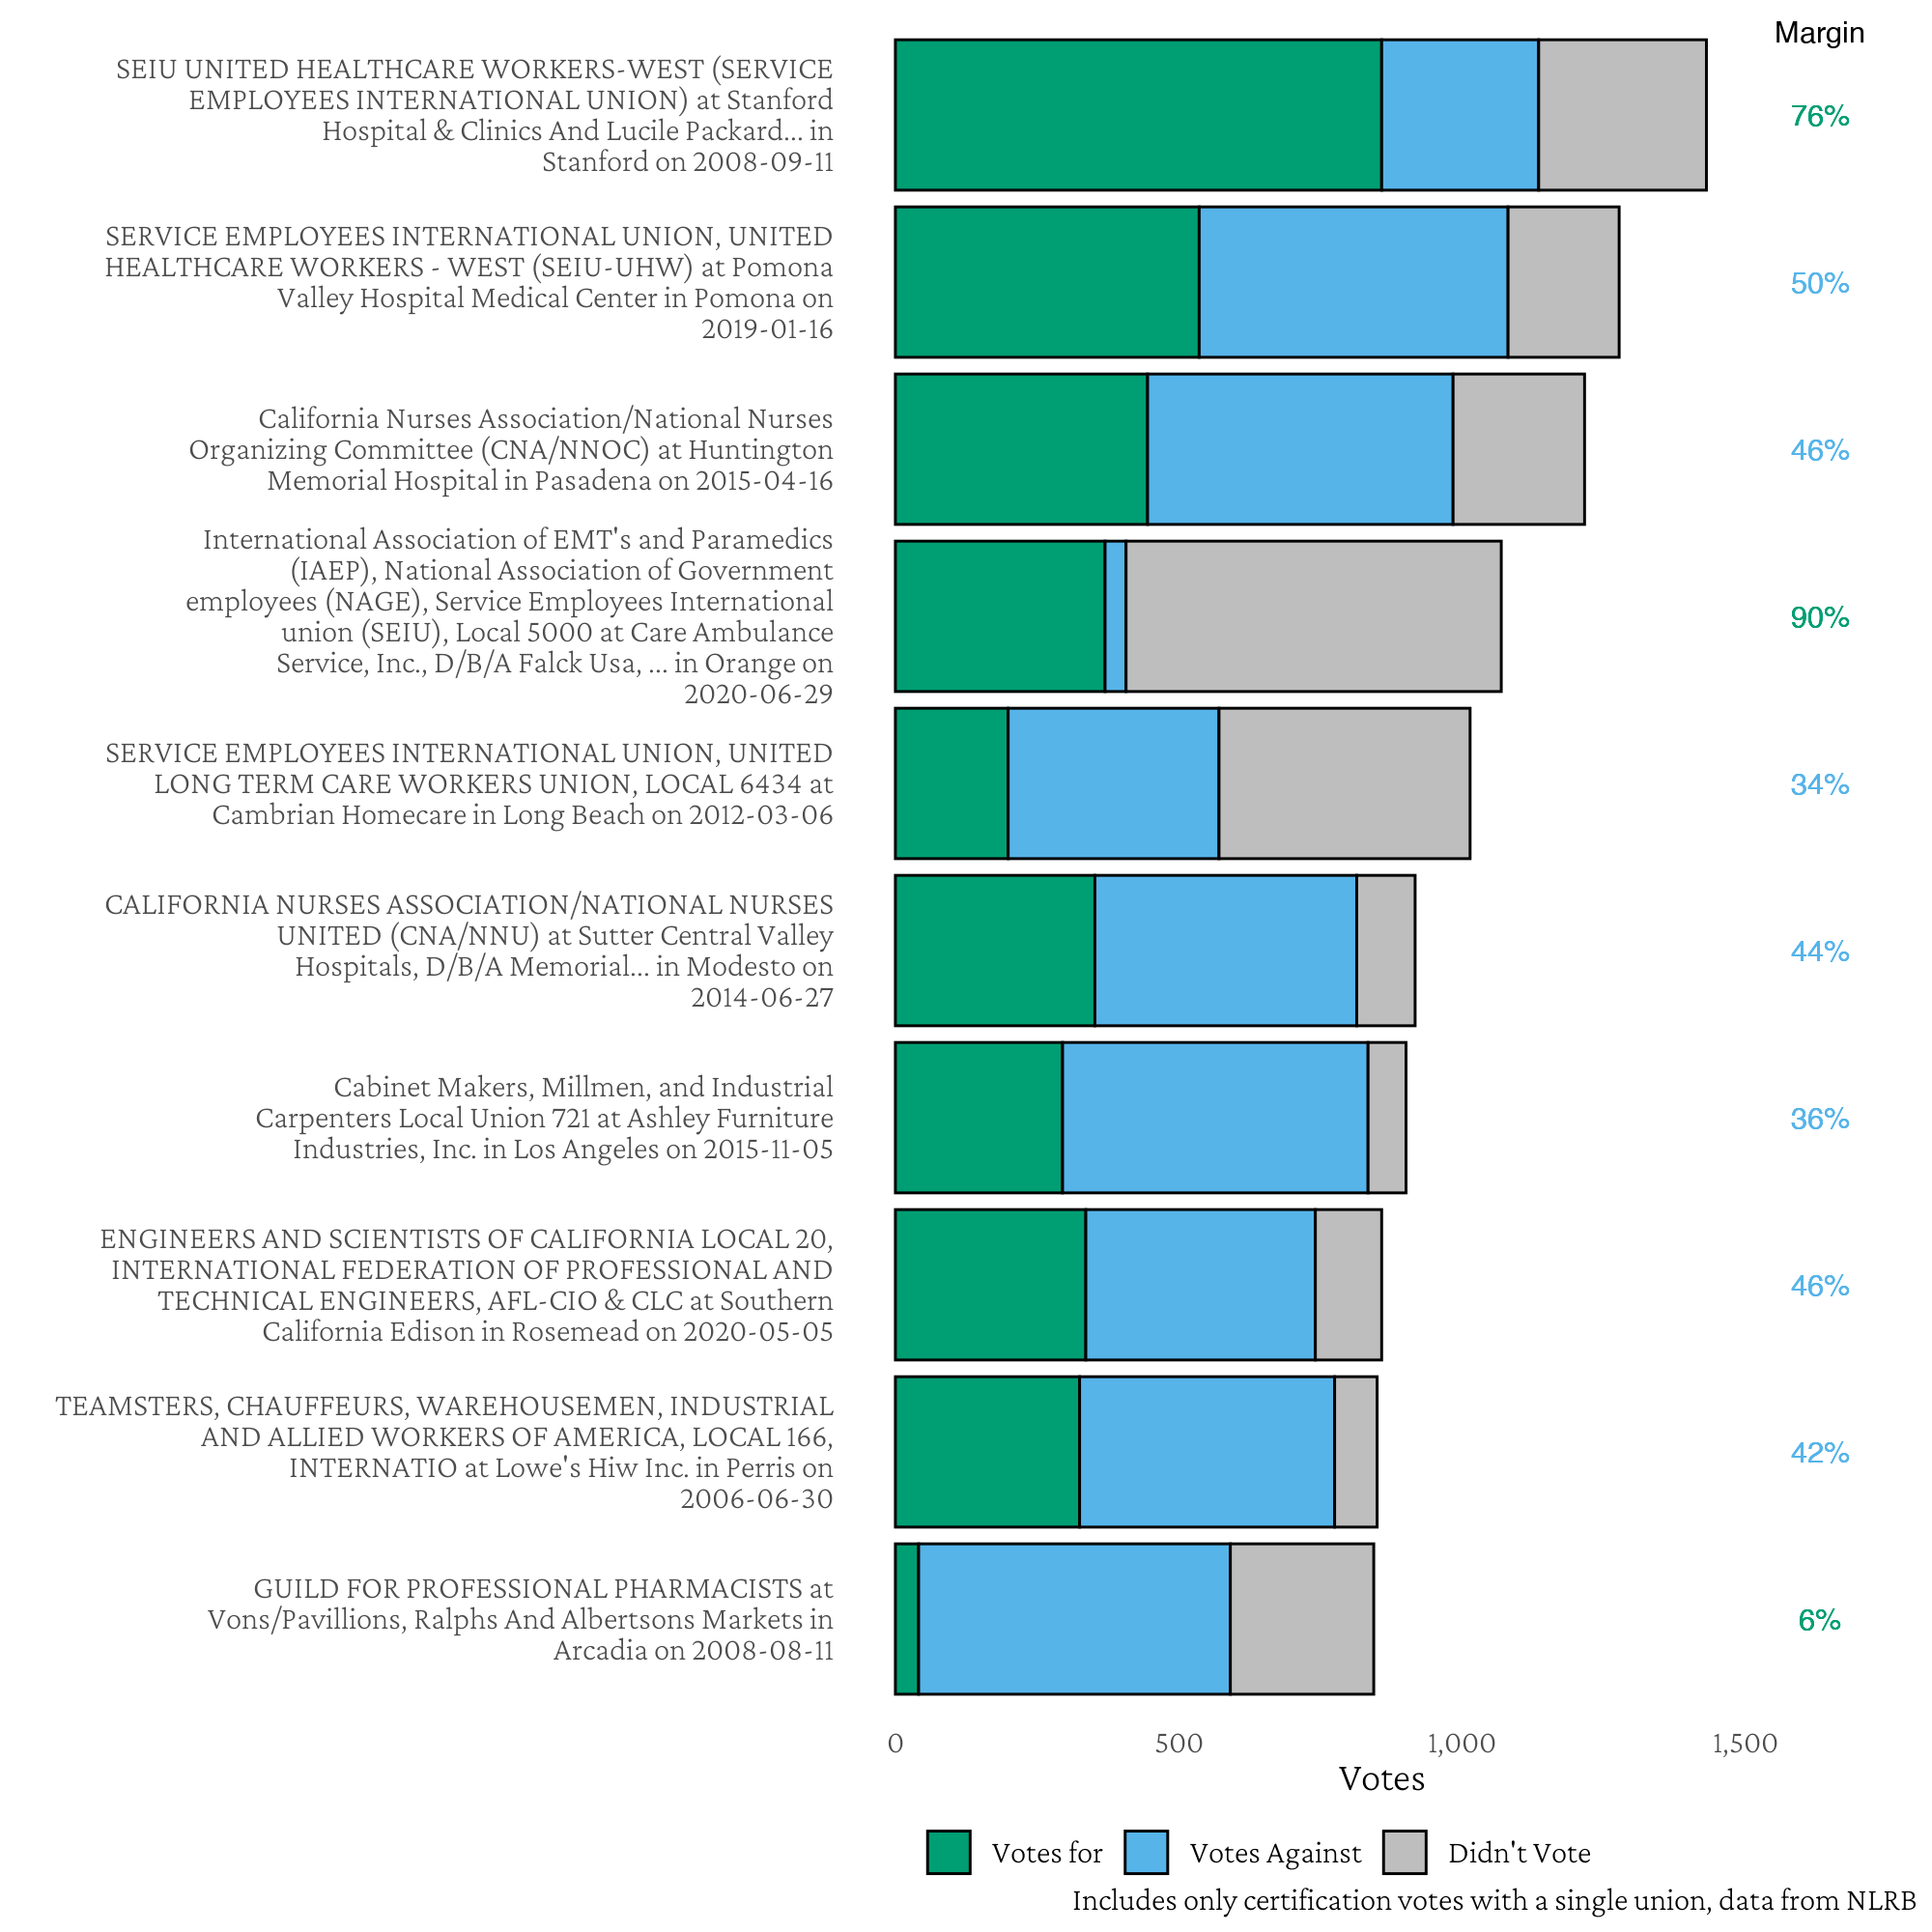 Margin
SEIU UNITED HEALTHCARE WORKERS-WEST (SERVICE
EMPLOYEES INTERNATIONAL UNION) at Stanford
Hospital & Clinics And Lucile Packard... in
Stanford on 2008-09-11
76%
SERVICE EMPLOYEES INTERNATIONAL UNION, UNITED
HEALTHCARE WORKERS - WEST (SEIU-UHW) at Pomona
Valley Hospital Medical Center in Pomona on
2019-01-16
50%
California Nurses Association/National Nurses
Organizing Committee (CNA/NNOC) at Huntington
Memorial Hospital in Pasadena on 2015-04-16
46%
International Association of EMT's and Paramedics
(IAEP), National Association of Government
employees (NAGE), Service Employees International
union (SEIU), Local 5000 at Care Ambulance
Service, Inc., D/B/A Falck Usa, ... in Orange on
2020-06-29
90%
SERVICE EMPLOYEES INTERNATIONAL UNION, UNITED
LONG TERM CARE WORKERS UNION, LOCAL 6434 at
Cambrian Homecare in Long Beach on 2012-03-06
34%
CALIFORNIA NURSES ASSOCIATION/NATIONAL NURSES
UNITED (CNA/NNU) at Sutter Central Valley
Hospitals, D/B/A Memorial... in Modesto on
2014-06-27
44%
Cabinet Makers, Millmen, and Industrial
Carpenters Local Union 721 at Ashley Furniture
Industries, Inc. in Los Angeles on 2015-11-05
36%
ENGINEERS AND SCIENTISTS OF CALIFORNIA LOCAL 20,
INTERNATIONAL FEDERATION OF PROFESSIONAL AND
TECHNICAL ENGINEERS, AFL-CIO & CLC at Southern
California Edison in Rosemead on 2020-05-05
46%
TEAMSTERS, CHAUFFEURS, WAREHOUSEMEN, INDUSTRIAL
AND ALLIED WORKERS OF AMERICA, LOCAL 166,
INTERNATIO at Lowe's Hiw Inc. in Perris on
2006-06-30
42%
GUILD FOR PROFESSIONAL PHARMACISTS at
Vons/Pavillions, Ralphs And Albertsons Markets in
Arcadia on 2008-08-11
6%
0 500 1,000 1,500
Votes
Votes for Votes Against Didn't Vote
Includes only certification votes with a single union, data from NLRB